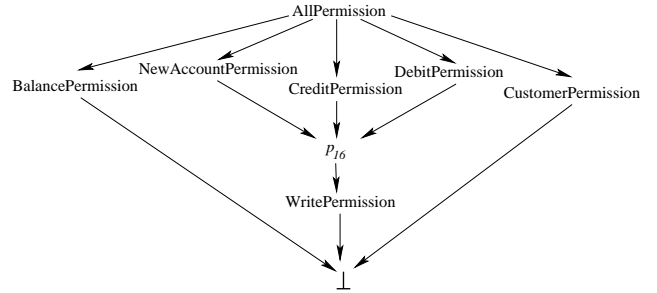 AllPermission
BalancePermission
NewAccountPermission
CreditPermission
DebitPermission
CustomerPermission
p16
WritePermission
⊥